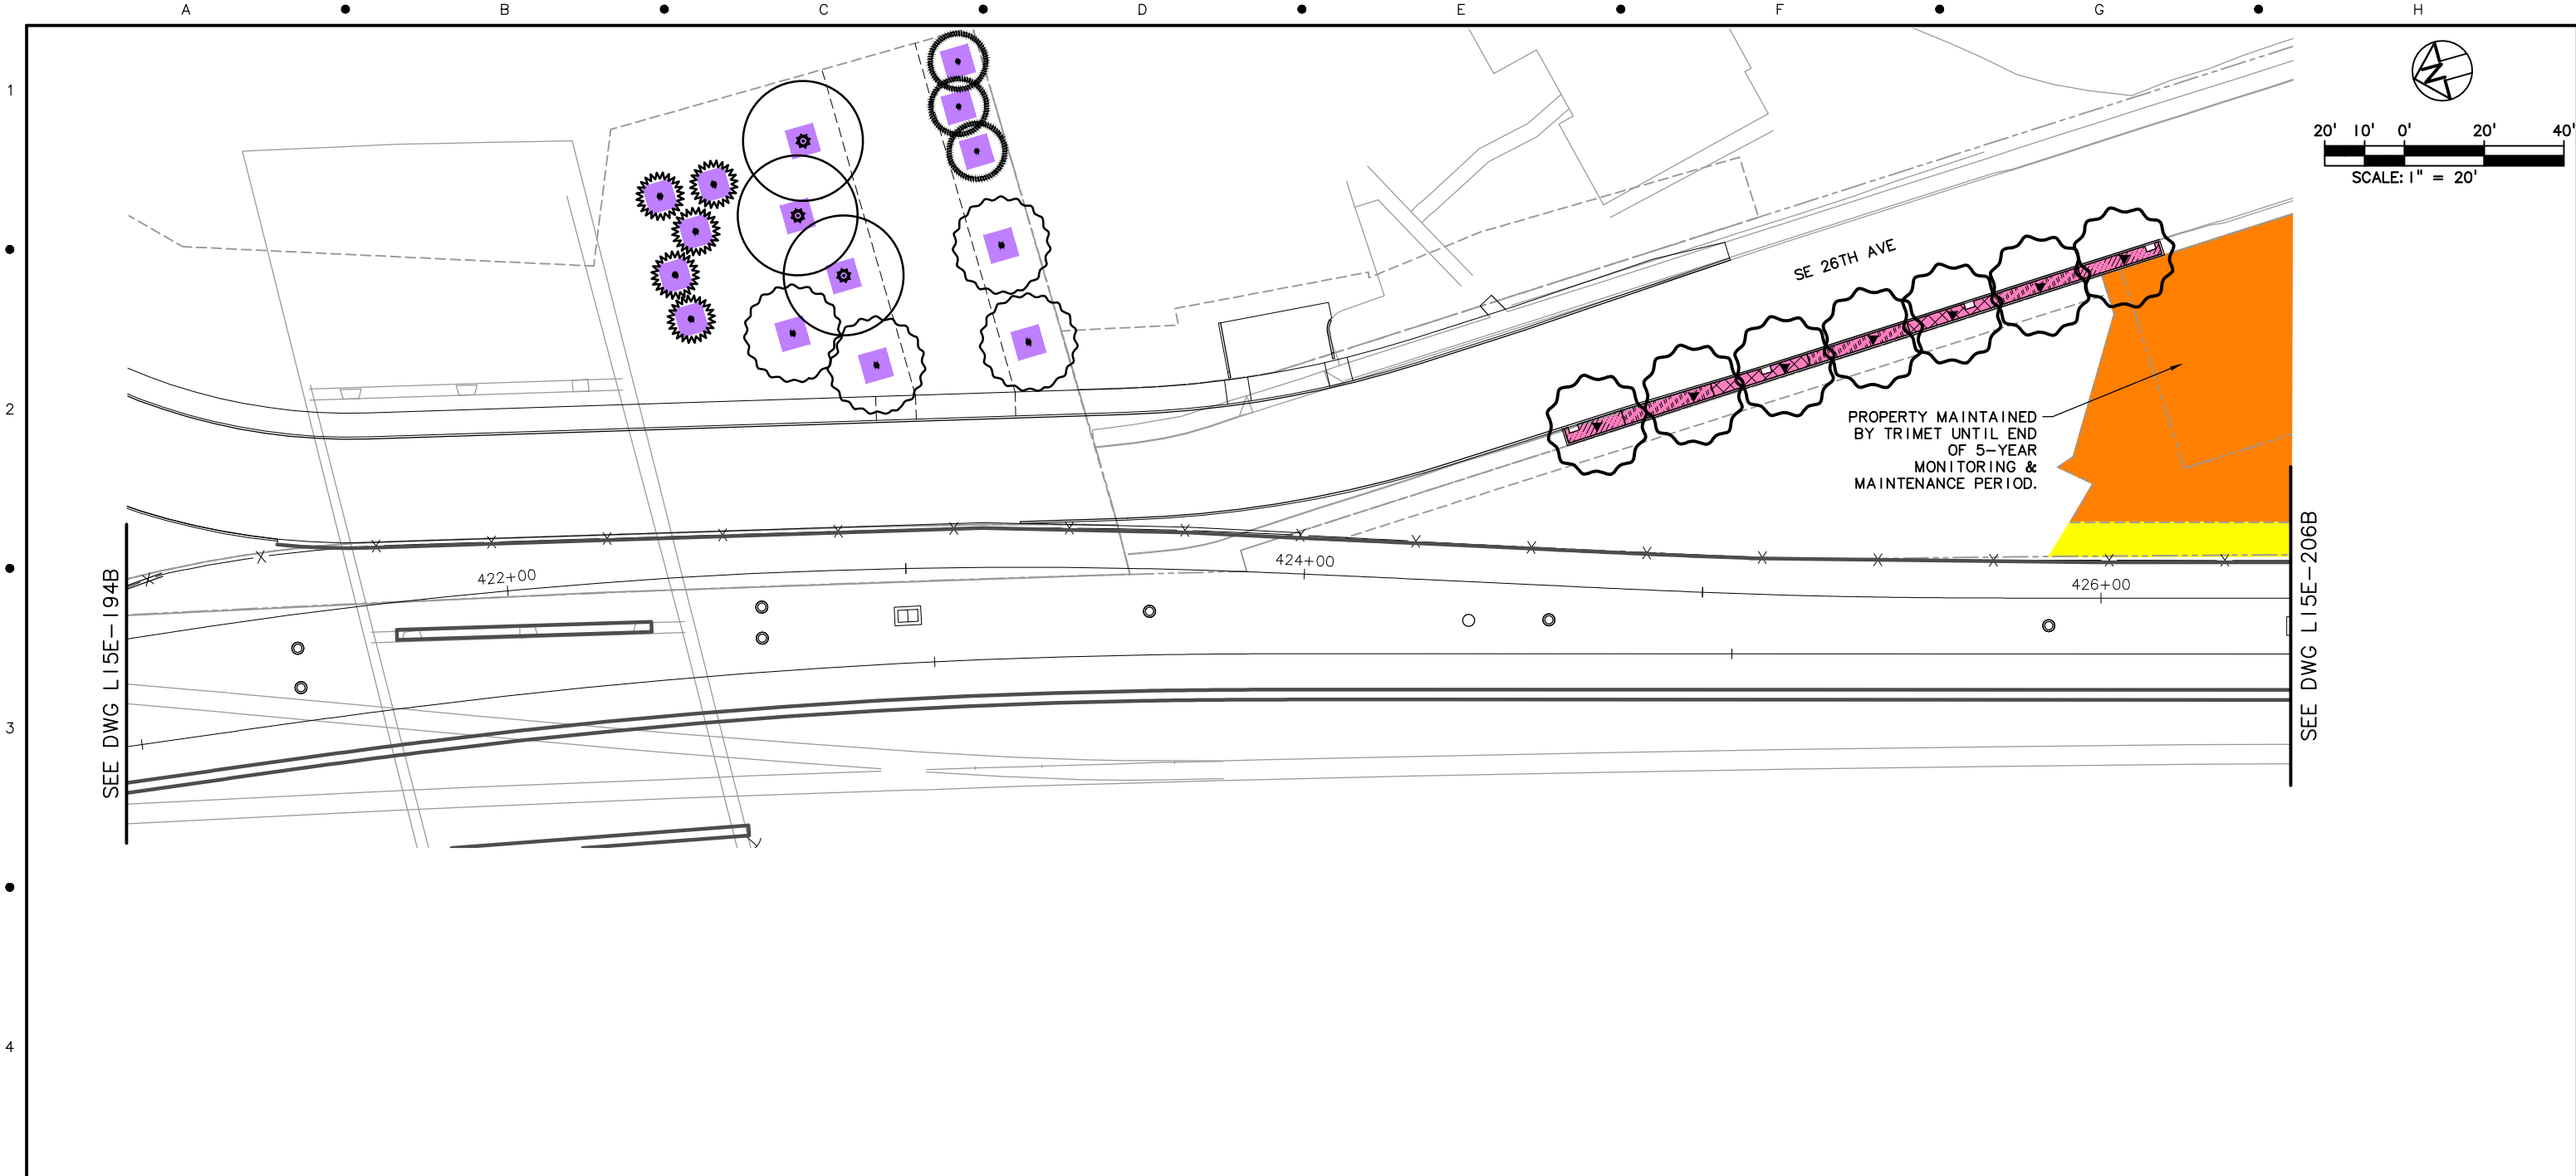 A B C D E F G H
1
20' 10' 0' 20' 40'
SCALE: 1" = 20'
N
SE 26TH AVE
2
PROPERTY MAINTAINED
BY TRIMET UNTIL END
OF 5-YEAR
MONITORING &
MAINTENANCE PERIOD.
422+00
424+00
426+00
SEE DWG L15E-194B
SEE DWG L15E-206B
3
4